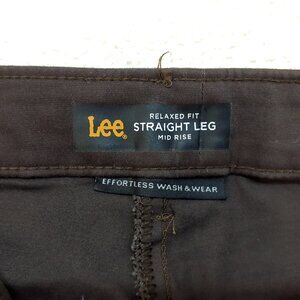 Lee®
RELAXED FIT
STRAIGHT LEG
MID RISE
EFFORTLESS WASH & WEAR